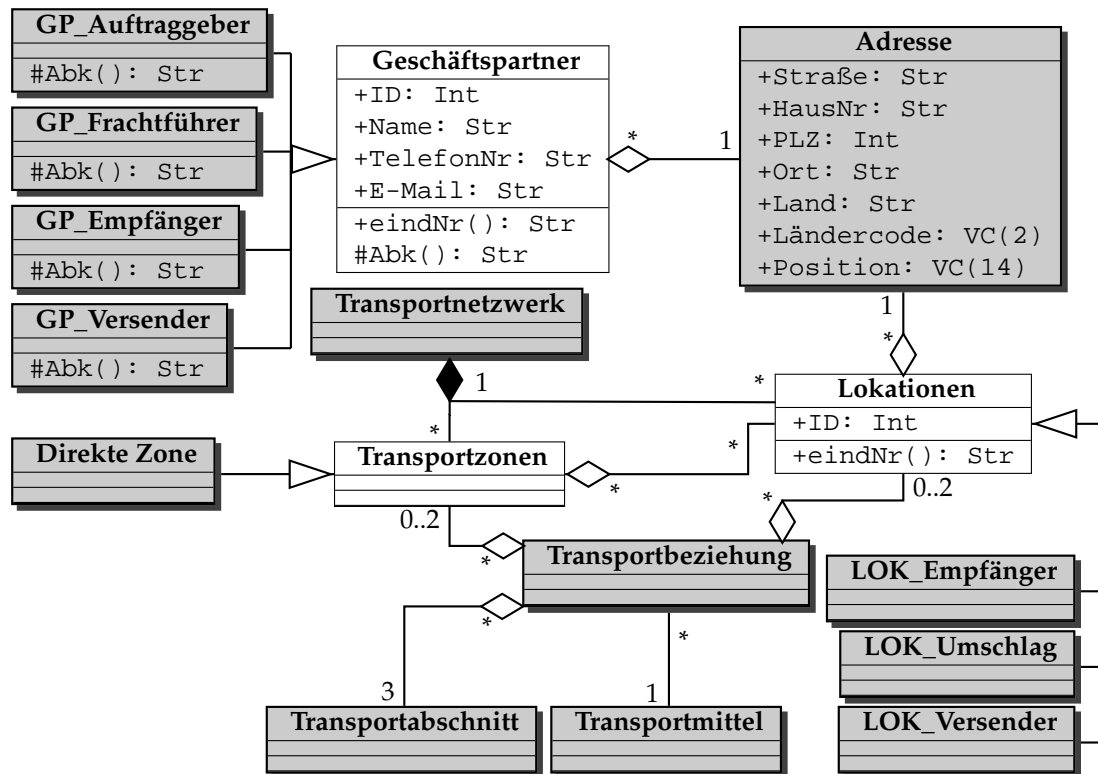 GP_Auftraggeber
#Abk(): Str
GP_Frachtführer
#Abk(): Str
GP_Empfänger
#Abk(): Str
GP_Versender
#Abk(): Str
Geschäftspartner
+ID: Int
+Name: Str
+TelefonNr: Str
+E-Mail: Str
+eindNr(): Str
#Abk(): Str
*
1
Adresse
+Straße: Str
+HausNr: Str
+PLZ: Int
+Ort: Str
+Land: Str
+Ländercode: VC(2)
+Position: VC(14)
1
*
Transportnetzwerk
1
*
*
Lokationen
+ID: Int
+eindNr(): Str
Direkte Zone
Transportzonen
*
*
0..2
0..2
*
*
Transportbeziehung
*
*
3
1
Transportabschnitt
Transportmittel
LOK_Empfänger
LOK_Umschlag
LOK_Versender